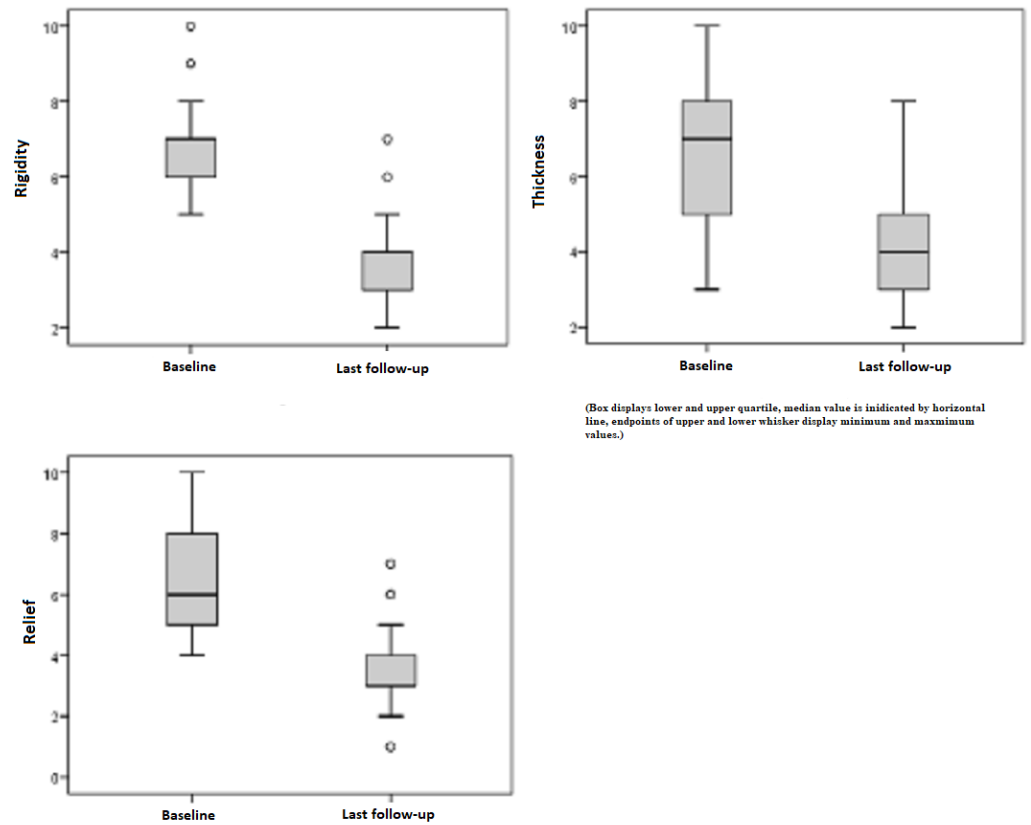 10
8
6
4
2
Rigidity
Baseline
Last follow-up
10
8
6
4
2
Thickness
Baseline
Last follow-up
(Box displays lower and upper quartile, median value is inidicated by horizontal
line, endpoints of upper and lower whisker display minimum and maxmimum
values.)
10
8
6
4
2
0
Relief
Baseline
Last follow-up